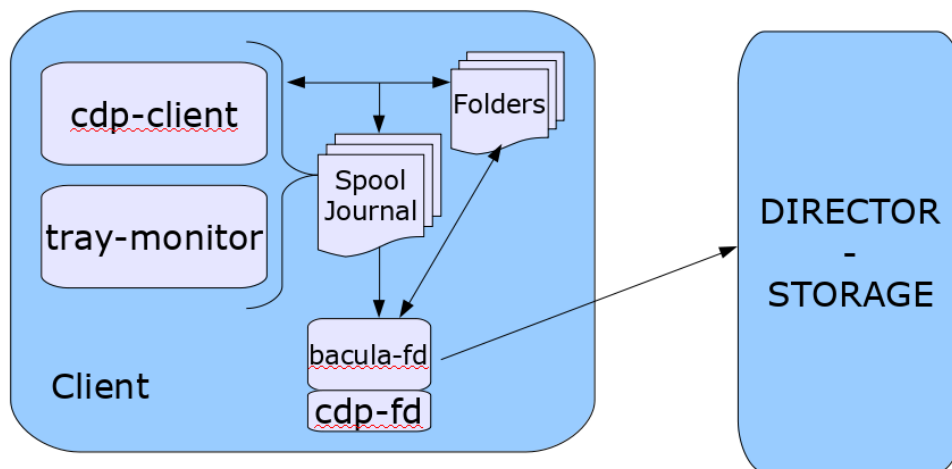 cdp-client
Folders
tray-monitor
Spool
Journal
bacula-fd
cdp-fd
Client
DIRECTOR
-
STORAGE